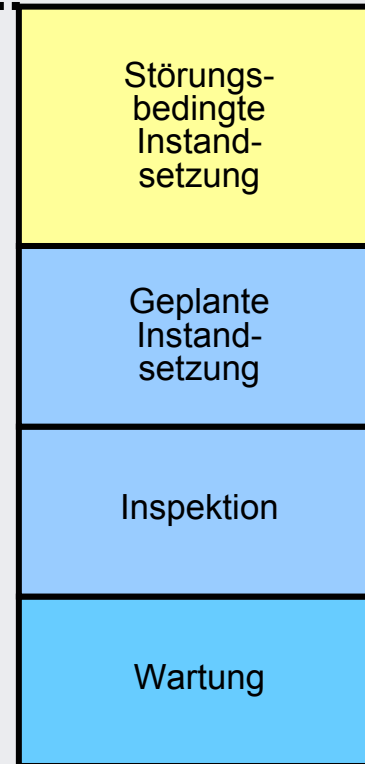 Störungs-
bedingte
Instand-
setzung
Geplante
Instand-
setzung
Inspektion
Wartung